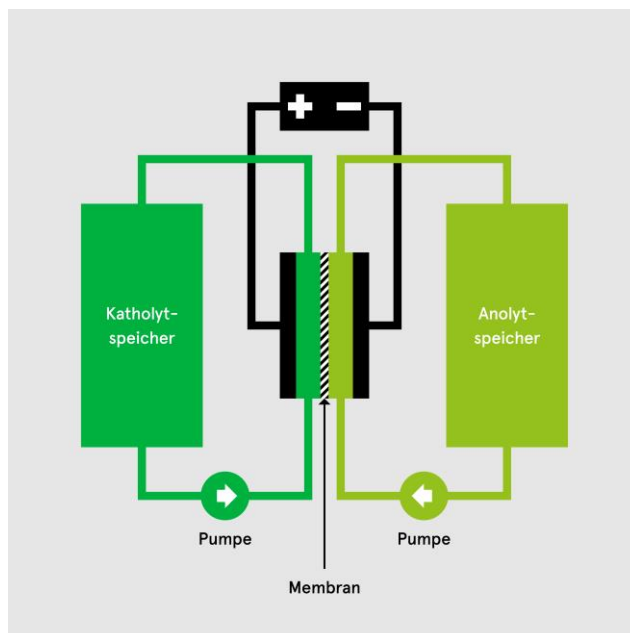 + −
Katholyt-
speicher
Anolyt-
speicher
Pumpe
Pumpe
Membran